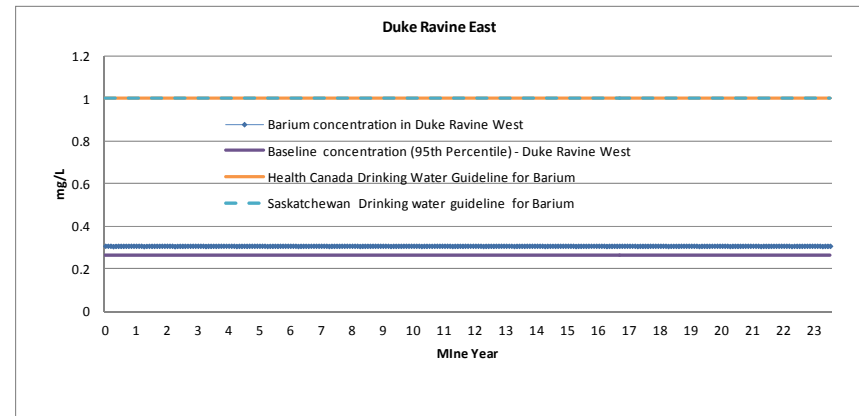 Duke Ravine East
1.2
1
0.8
0.6
0.4
0.2
0
mg/L
Barium concentration in Duke Ravine West
Baseline concentration (95th Percentile) - Duke Ravine West
Health Canada Drinking Water Guideline for Barium
Saskatchewan Drinking water guideline for Barium
0 1 2 3 4 5 6 7 8 9 10 11 12 13 14 15 16 17 18 19 20 21 22 23
MIne Year